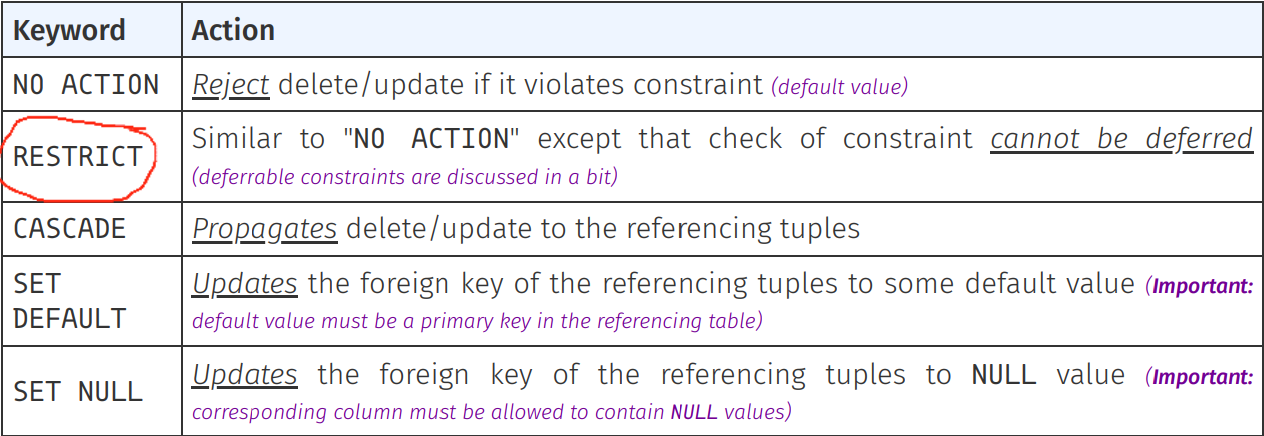 Keyword Action
NO ACTION Reject delete/update if it violates constraint (default value)
RESTRICT Similar to "NO ACTION" except that check of constraint cannot be deferred
(deferrable constraints are discussed in a bit)
CASCADE Propagates delete/update to the referencing tuples
SET
DEFAULT
Updates the foreign key of the referencing tuples to some default value (Important:
default value must be a primary key in the referencing table)
SET NULL
Updates the foreign key of the referencing tuples to NULL value (Important:
corresponding column must be allowed to contain NULL values)